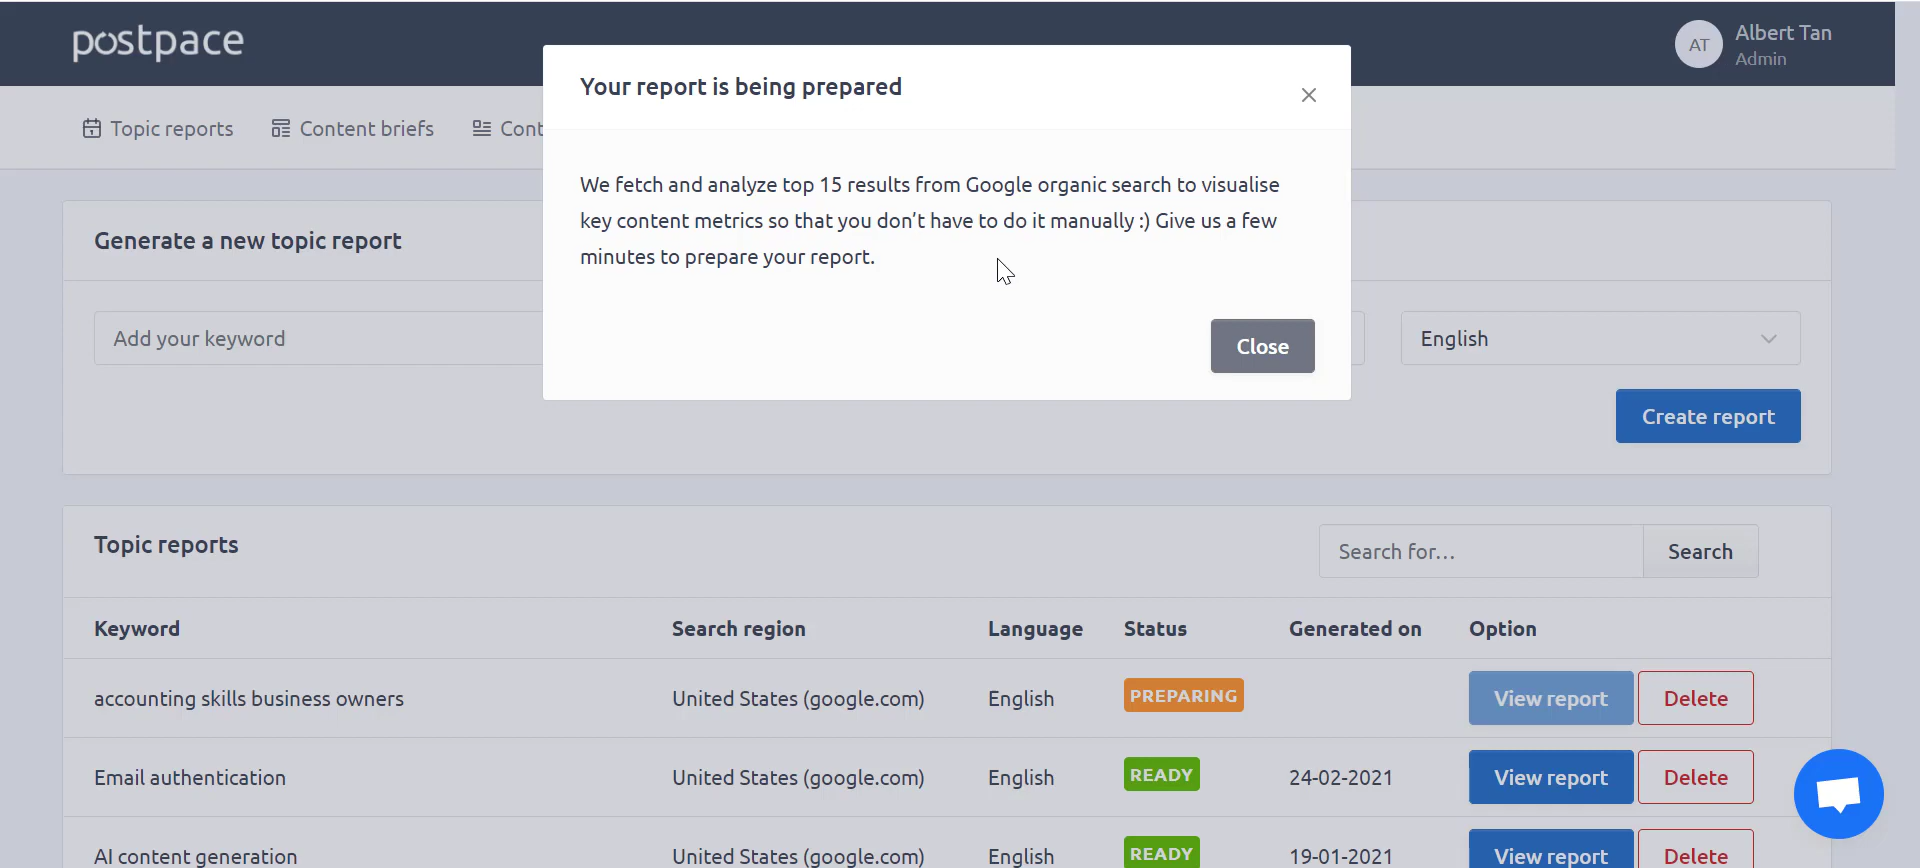 postpace
AT
Albert Tan
Admin
Topic reports
Content briefs
Cont
Your report is being prepared
We fetch and analyze top 15 results from Google organic search to visualise
key content metrics so that you don’t have to do it manually :) Give us a few
minutes to prepare your report.
Close
Generate a new topic report
Add your keyword
English
Create report
Topic reports
Search for...
Search
Keyword Search region Language Status Generated on Option
accounting skills business owners United States (google.com) English PREPARING View report Delete
Email authentication United States (google.com) English READY 24-02-2021 View report Delete
AI content generation United States (google.com) English READY 19-01-2021 View report Delete